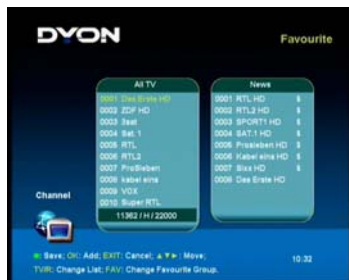 DYON
Favourite
All TV
0001 Das Erste HD
0002 ZDF HD
0003 3sat
0004 Sat.1
0005 RTL
0006 RTL2
0007 ProSieben
0008 kabel eins
0009 VOX
0010 Super RTL
11362 / H / 22000
News
0001 RTL HD $
0002 RTL2 HD $
0003 SPORT1 HD $
0004 SAT.1 HD $
0005 Prosieben HD $
0006 Kabel eins HD $
0007 Sixx HD $
0008 Das Erste HD
Channel
: Save; OK: Add; EXIT: Cancel; ▲▼►: Move;
TV/R: Change List; FAV: Change Favourite Group.
10:32